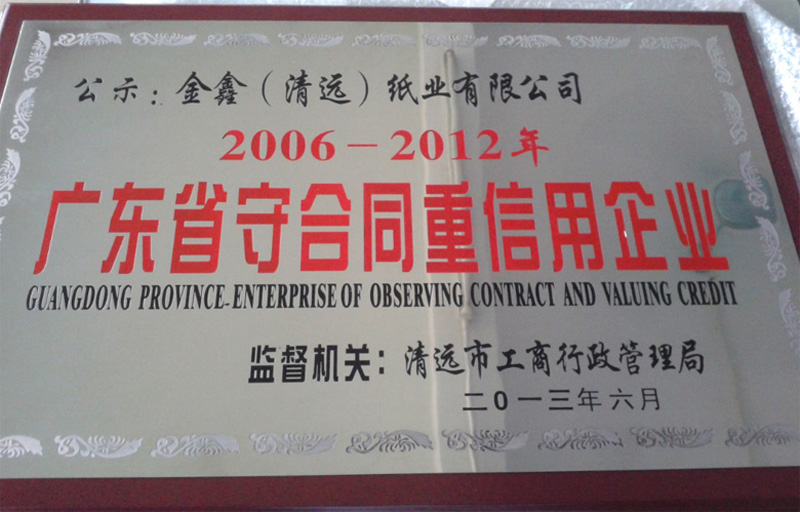 公示：金鑫（清远）纸业有限公司
2006－2012年
广东省守合同重信用企业
GUANGDONG PROVINCE-ENTERPRISE OF OBSERVING CONTRACT AND VALUING CREDIT
监督机关：清远市工商行政管理局
二0一三年六月